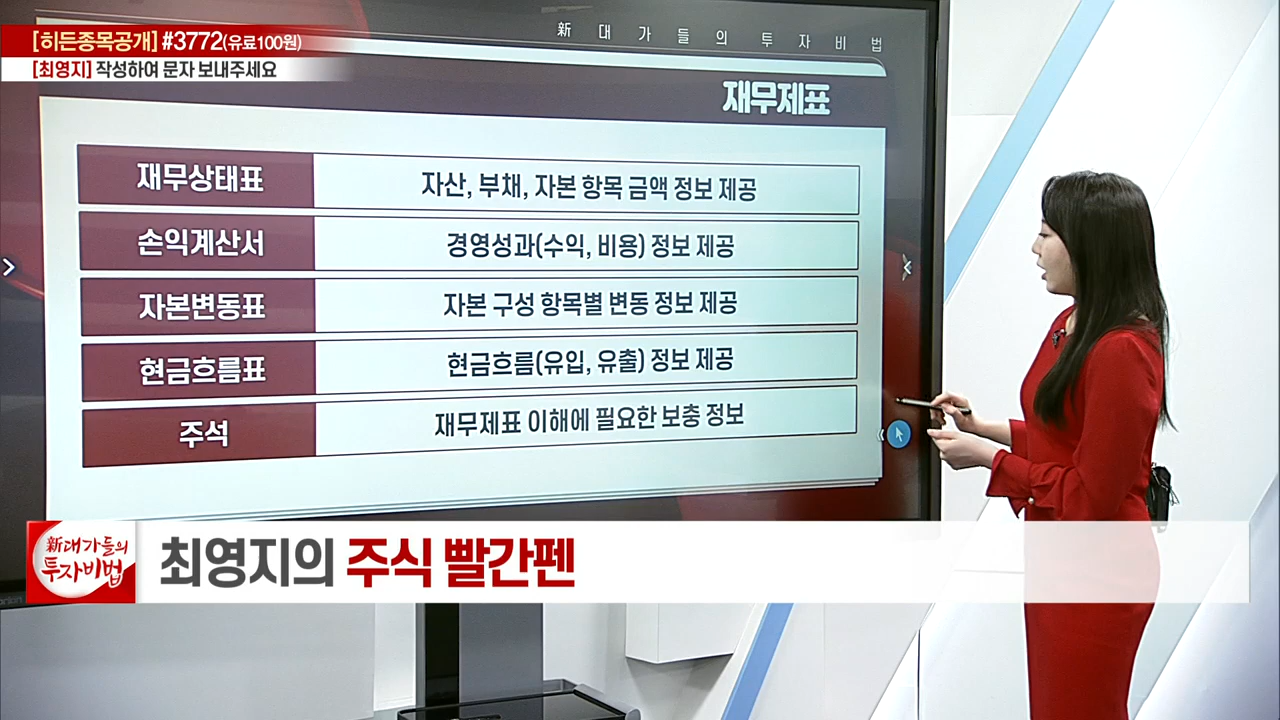 [히든종목공개] #3772(유료100원)
[최영지] 작성하여 문자 보내주세요
新 대 가 들 의 투 자 비 법
재무제표
재무상태표 자산, 부채, 자본 항목 금액 정보 제공
손익계산서 경영성과(수익, 비용) 정보 제공
자본변동표 자본 구성 항목별 변동 정보 제공
현금흐름표 현금흐름(유입, 유출) 정보 제공
주석 재무제표 이해에 필요한 보충 정보
新대가들의
투자비법
최영지의 주식 빨간펜